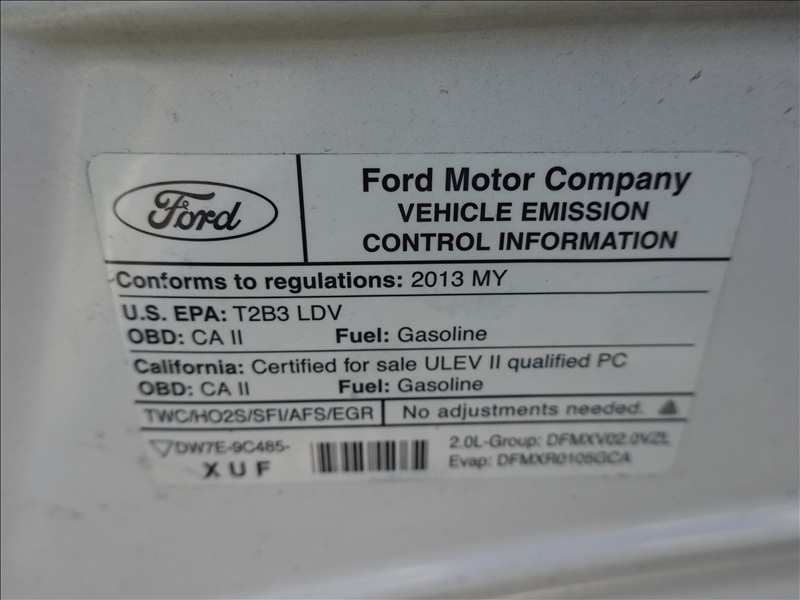 Ford
Ford Motor Company
VEHICLE EMISSION
CONTROL INFORMATION
Conforms to regulations: 2013 MY
U.S. EPA: T2B3 LDV
OBD: CA II Fuel: Gasoline
California: Certified for sale ULEV II qualified PC
OBD: CA II Fuel: Gasoline
TWC/HO2S/SFI/AFS/EGR No adjustments needed.
DW7E-9C485-
XUF
2.0L-Group:
Evap: DFMXR0105GCA